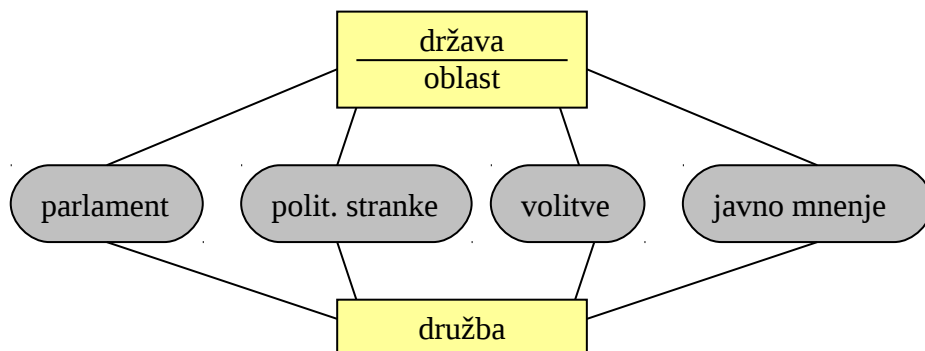 država
oblast
parlament
polit. stranke
volitve
javno mnenje
družba